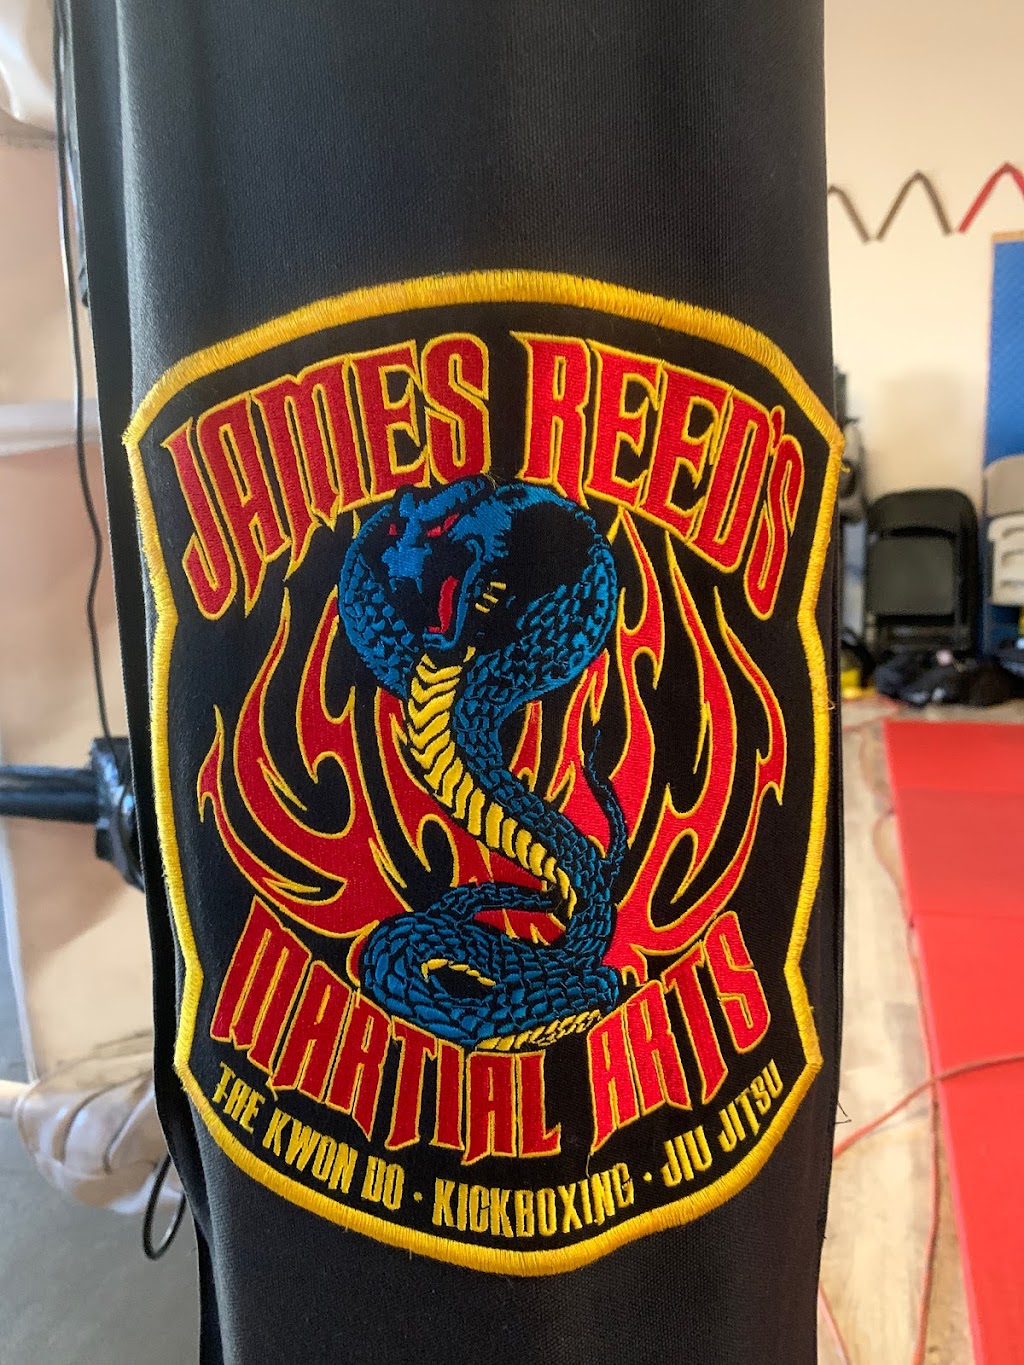 JAMES REED'S
MARTIAL ARTS
TAE KWON DO · KICKBOXING · JIU JITSU